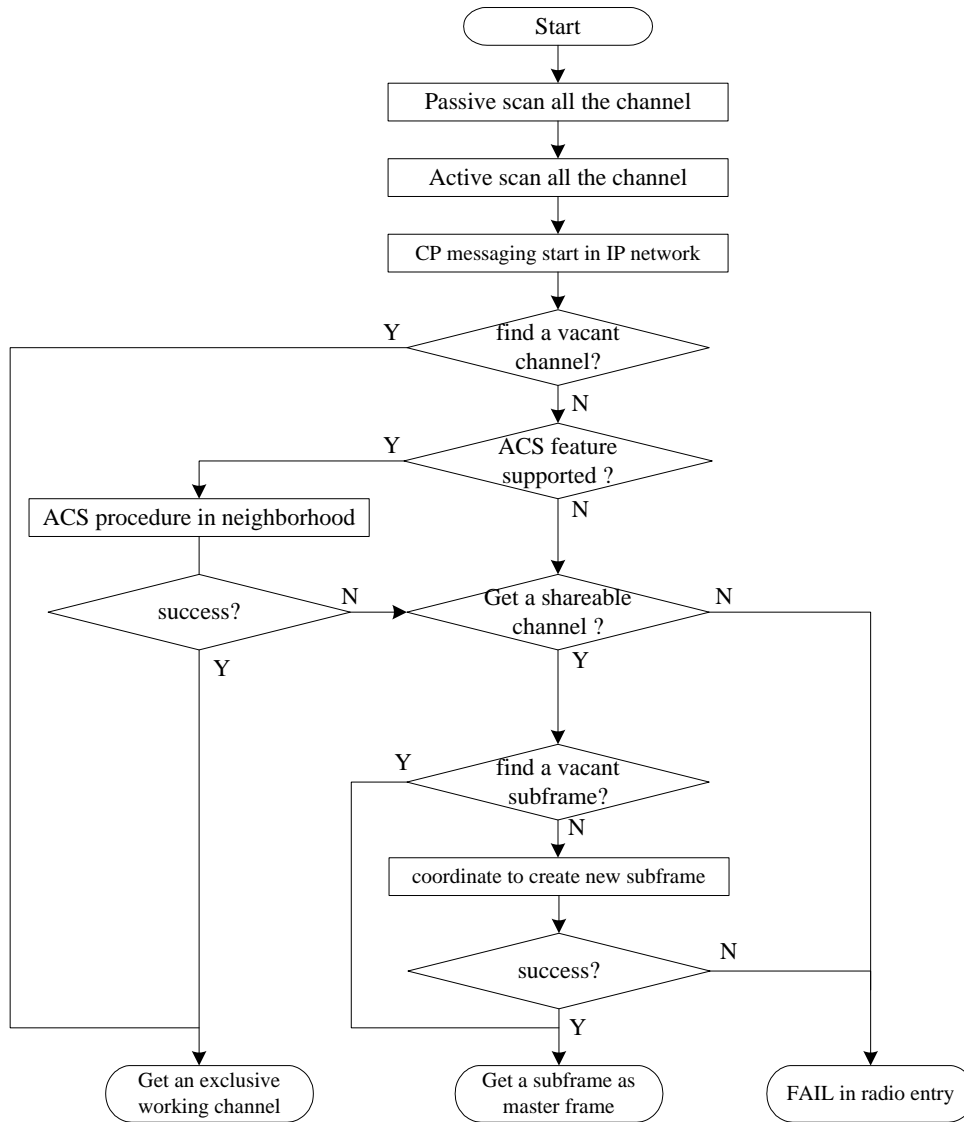 Start
Passive scan all the channel
Active scan all the channel
CP messaging start in IP network
Y
find a vacant
channel?
N
Y
ACS feature
supported ?
ACS procedure in neighborhood
N
success?
N
Get a shareable
channel ?
N
Y
Y
Y
find a vacant
subframe?
N
coordinate to create new subframe
success?
N
Y
Get an exclusive
working channel
Get a subframe as
master frame
FAIL in radio entry